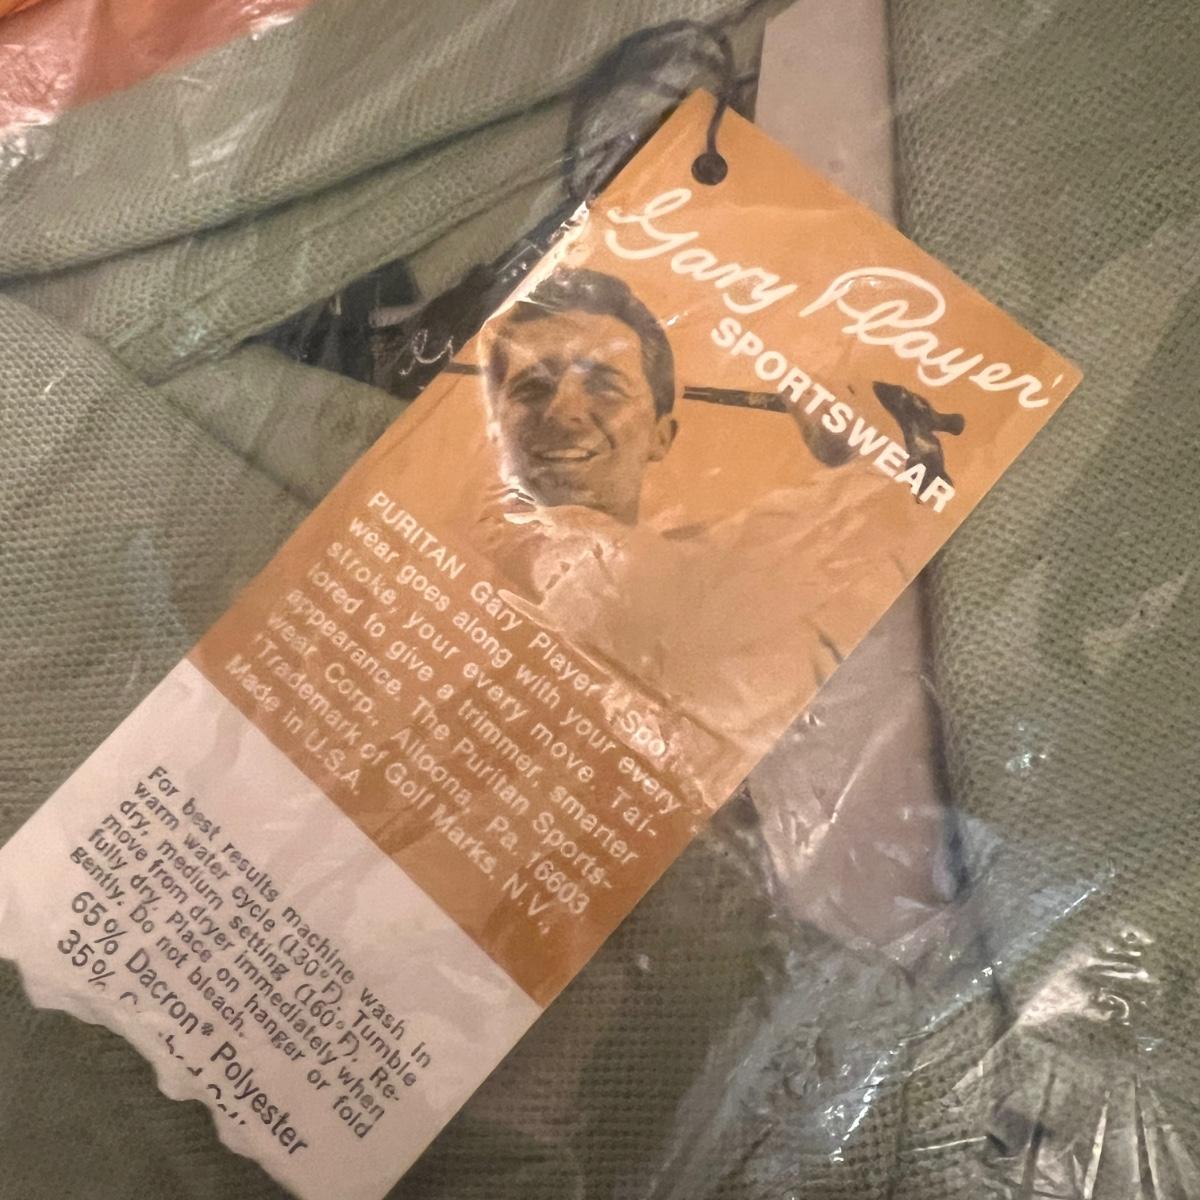 Gary Player
SPORTSWEAR
PURITAN Gary Player Spo
wear goes along with your every
stroke, your every move. Tai-
lored to give a trimmer, smarter
appearance. The Puritan Sports-
wear Corp., Altoona, Pa. 16603
'Trademark of Golf Marks, N.V.,
Made in U.S.A.
For best results machine wash in
warm water cycle (130°F). Tumble
dry, medium setting (160°F). Re-
move from dryer immediately when
fully dry. Place on hanger or fold
gently. Do not bleach.
65% Dacron* Polyester
35%